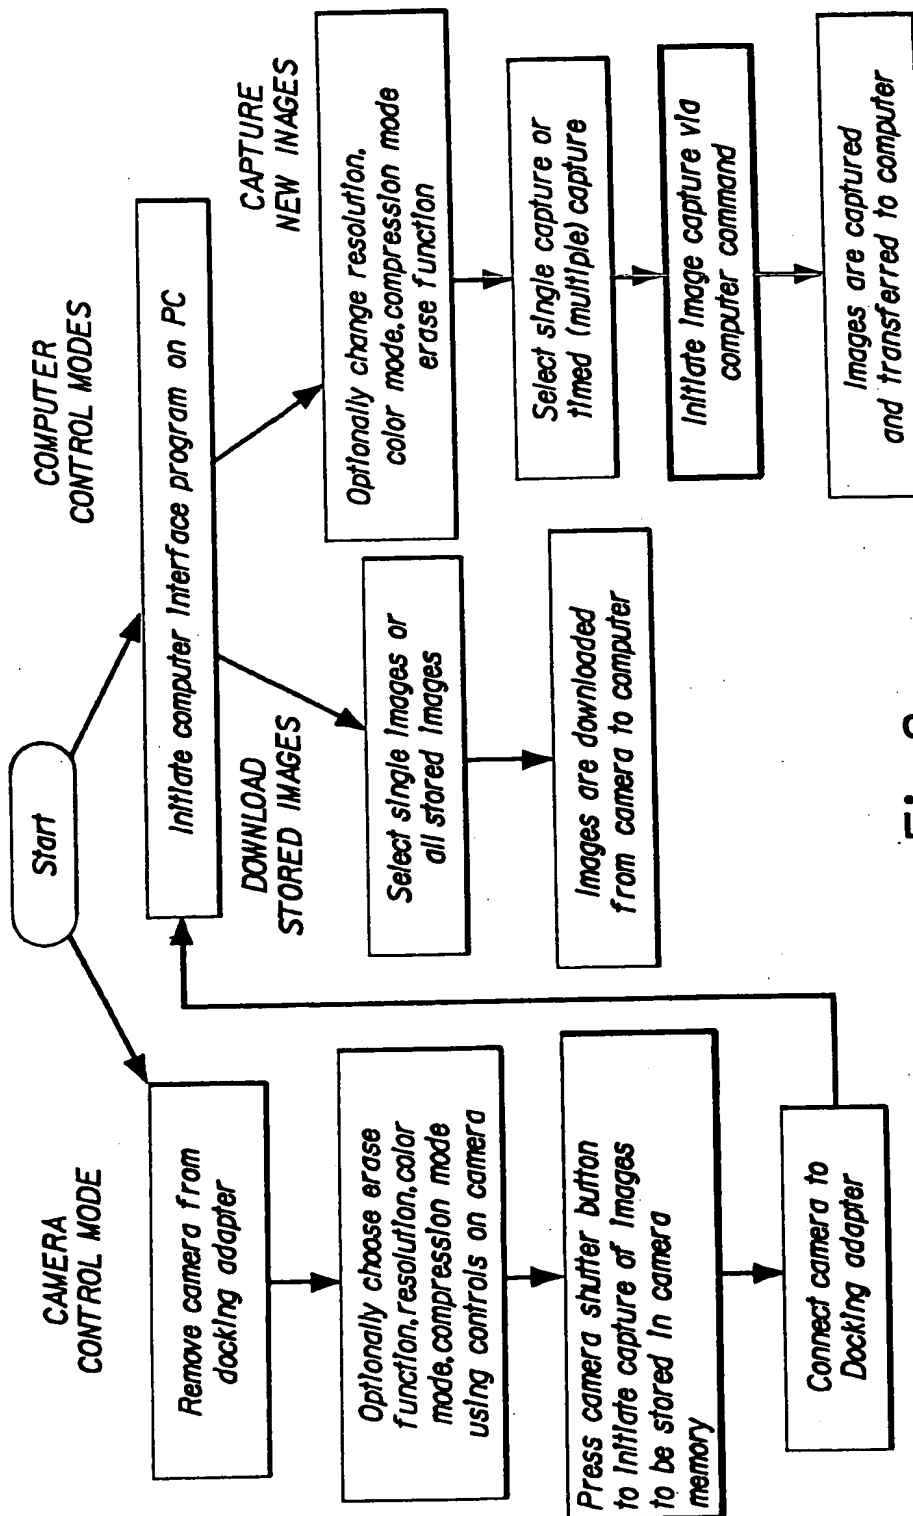 Start
CAMERA
CONTROL MODE
Remove camera from
docking adapter
Optionally choose erase
function,resolution,color
mode,compression mode
using controls on camera
Press camera shutter button
to initiate capture of images
to be stored in camera
memory
Connect camera to
Docking adapter
COMPUTER
CONTROL MODES
Initiate computer interface program on PC
DOWNLOAD
STORED IMAGES
Select single images or
all stored images
Images are downloaded
from camera to computer
CAPTURE
NEW INAGES
Optionally change resolution,
color mode,compression mode
erase function
Select single capture or
timed (multiple) capture
Initiate image capture via
computer command
Images are captured
and transferred to computer